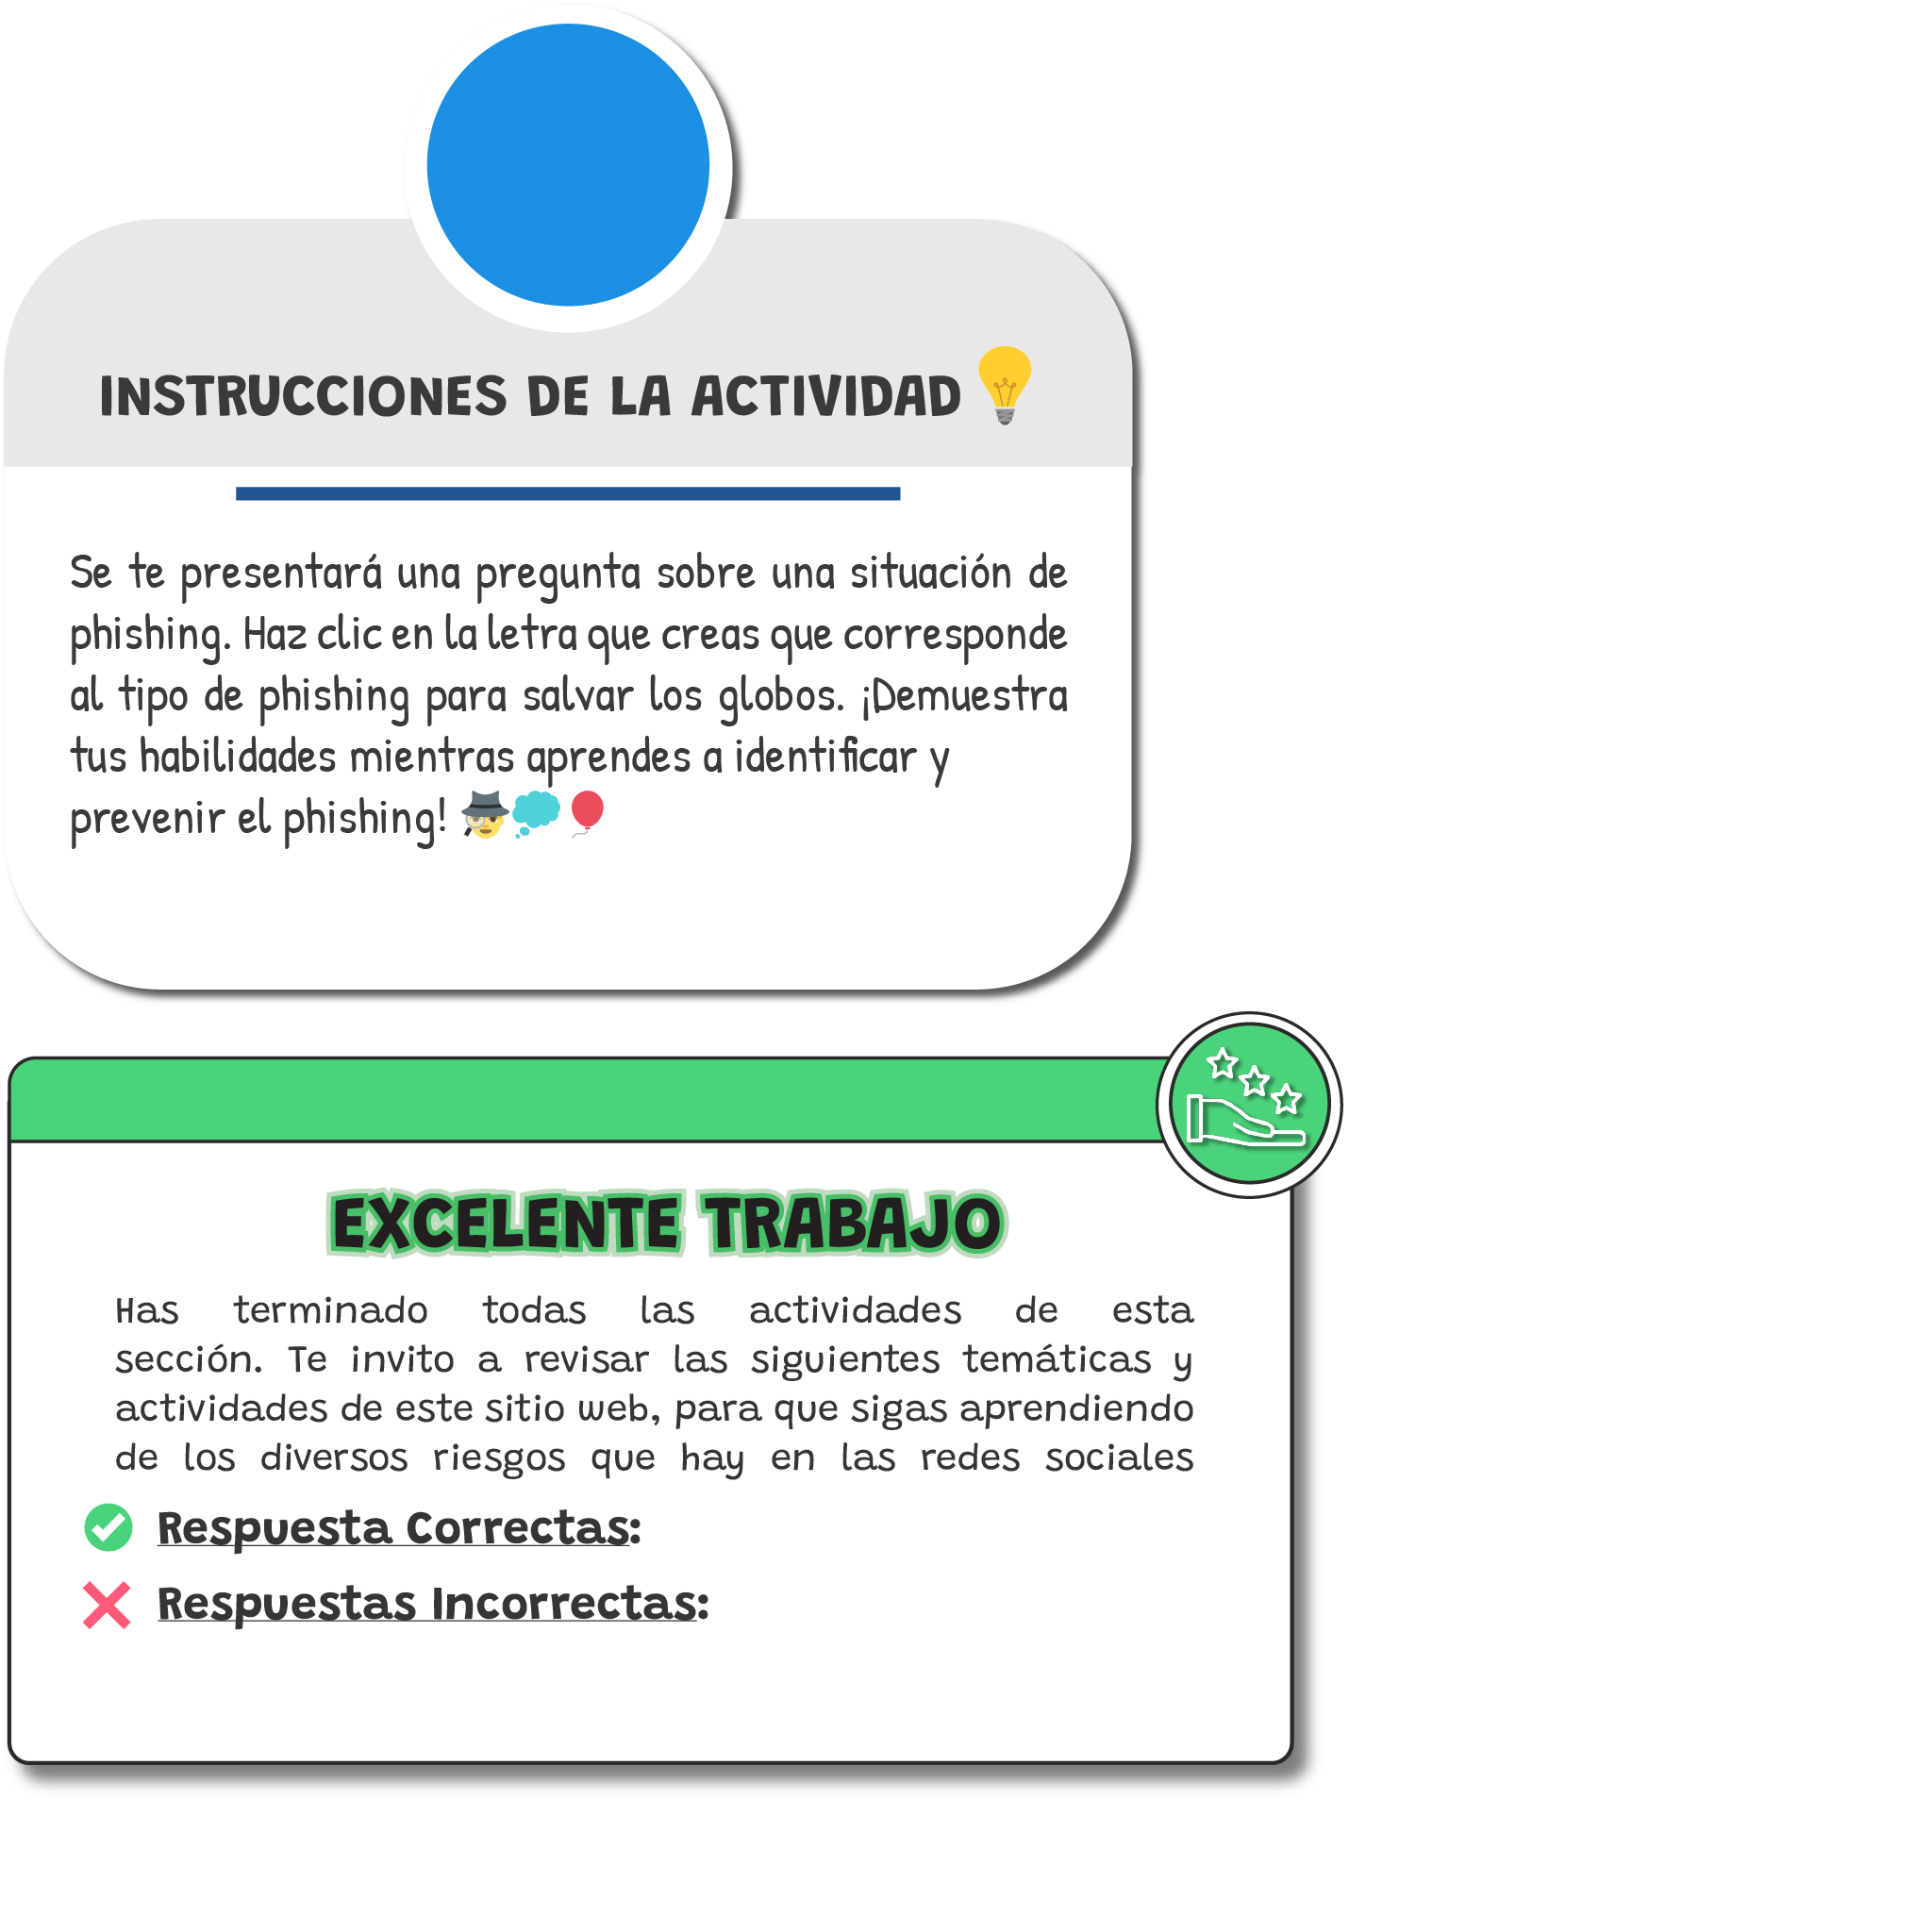 INSTRUCCIONES DE LA ACTIVIDAD
Se te presentará una pregunta sobre una situación de
phishing. Haz clic en la letra que creas que corresponde
al tipo de phishing para salvar los globos. ¡Demuestra
tus habilidades mientras aprendes a identificar y
prevenir el phishing!
EXCELENTE TRABAJO
Has terminado todas las actividades de esta
sección. Te invito a revisar las siguientes temáticas y
actividades de este sitio web, para que sigas aprendiendo
de los diversos riesgos que hay en las redes sociales
Respuesta Correctas:
Respuestas Incorrectas: